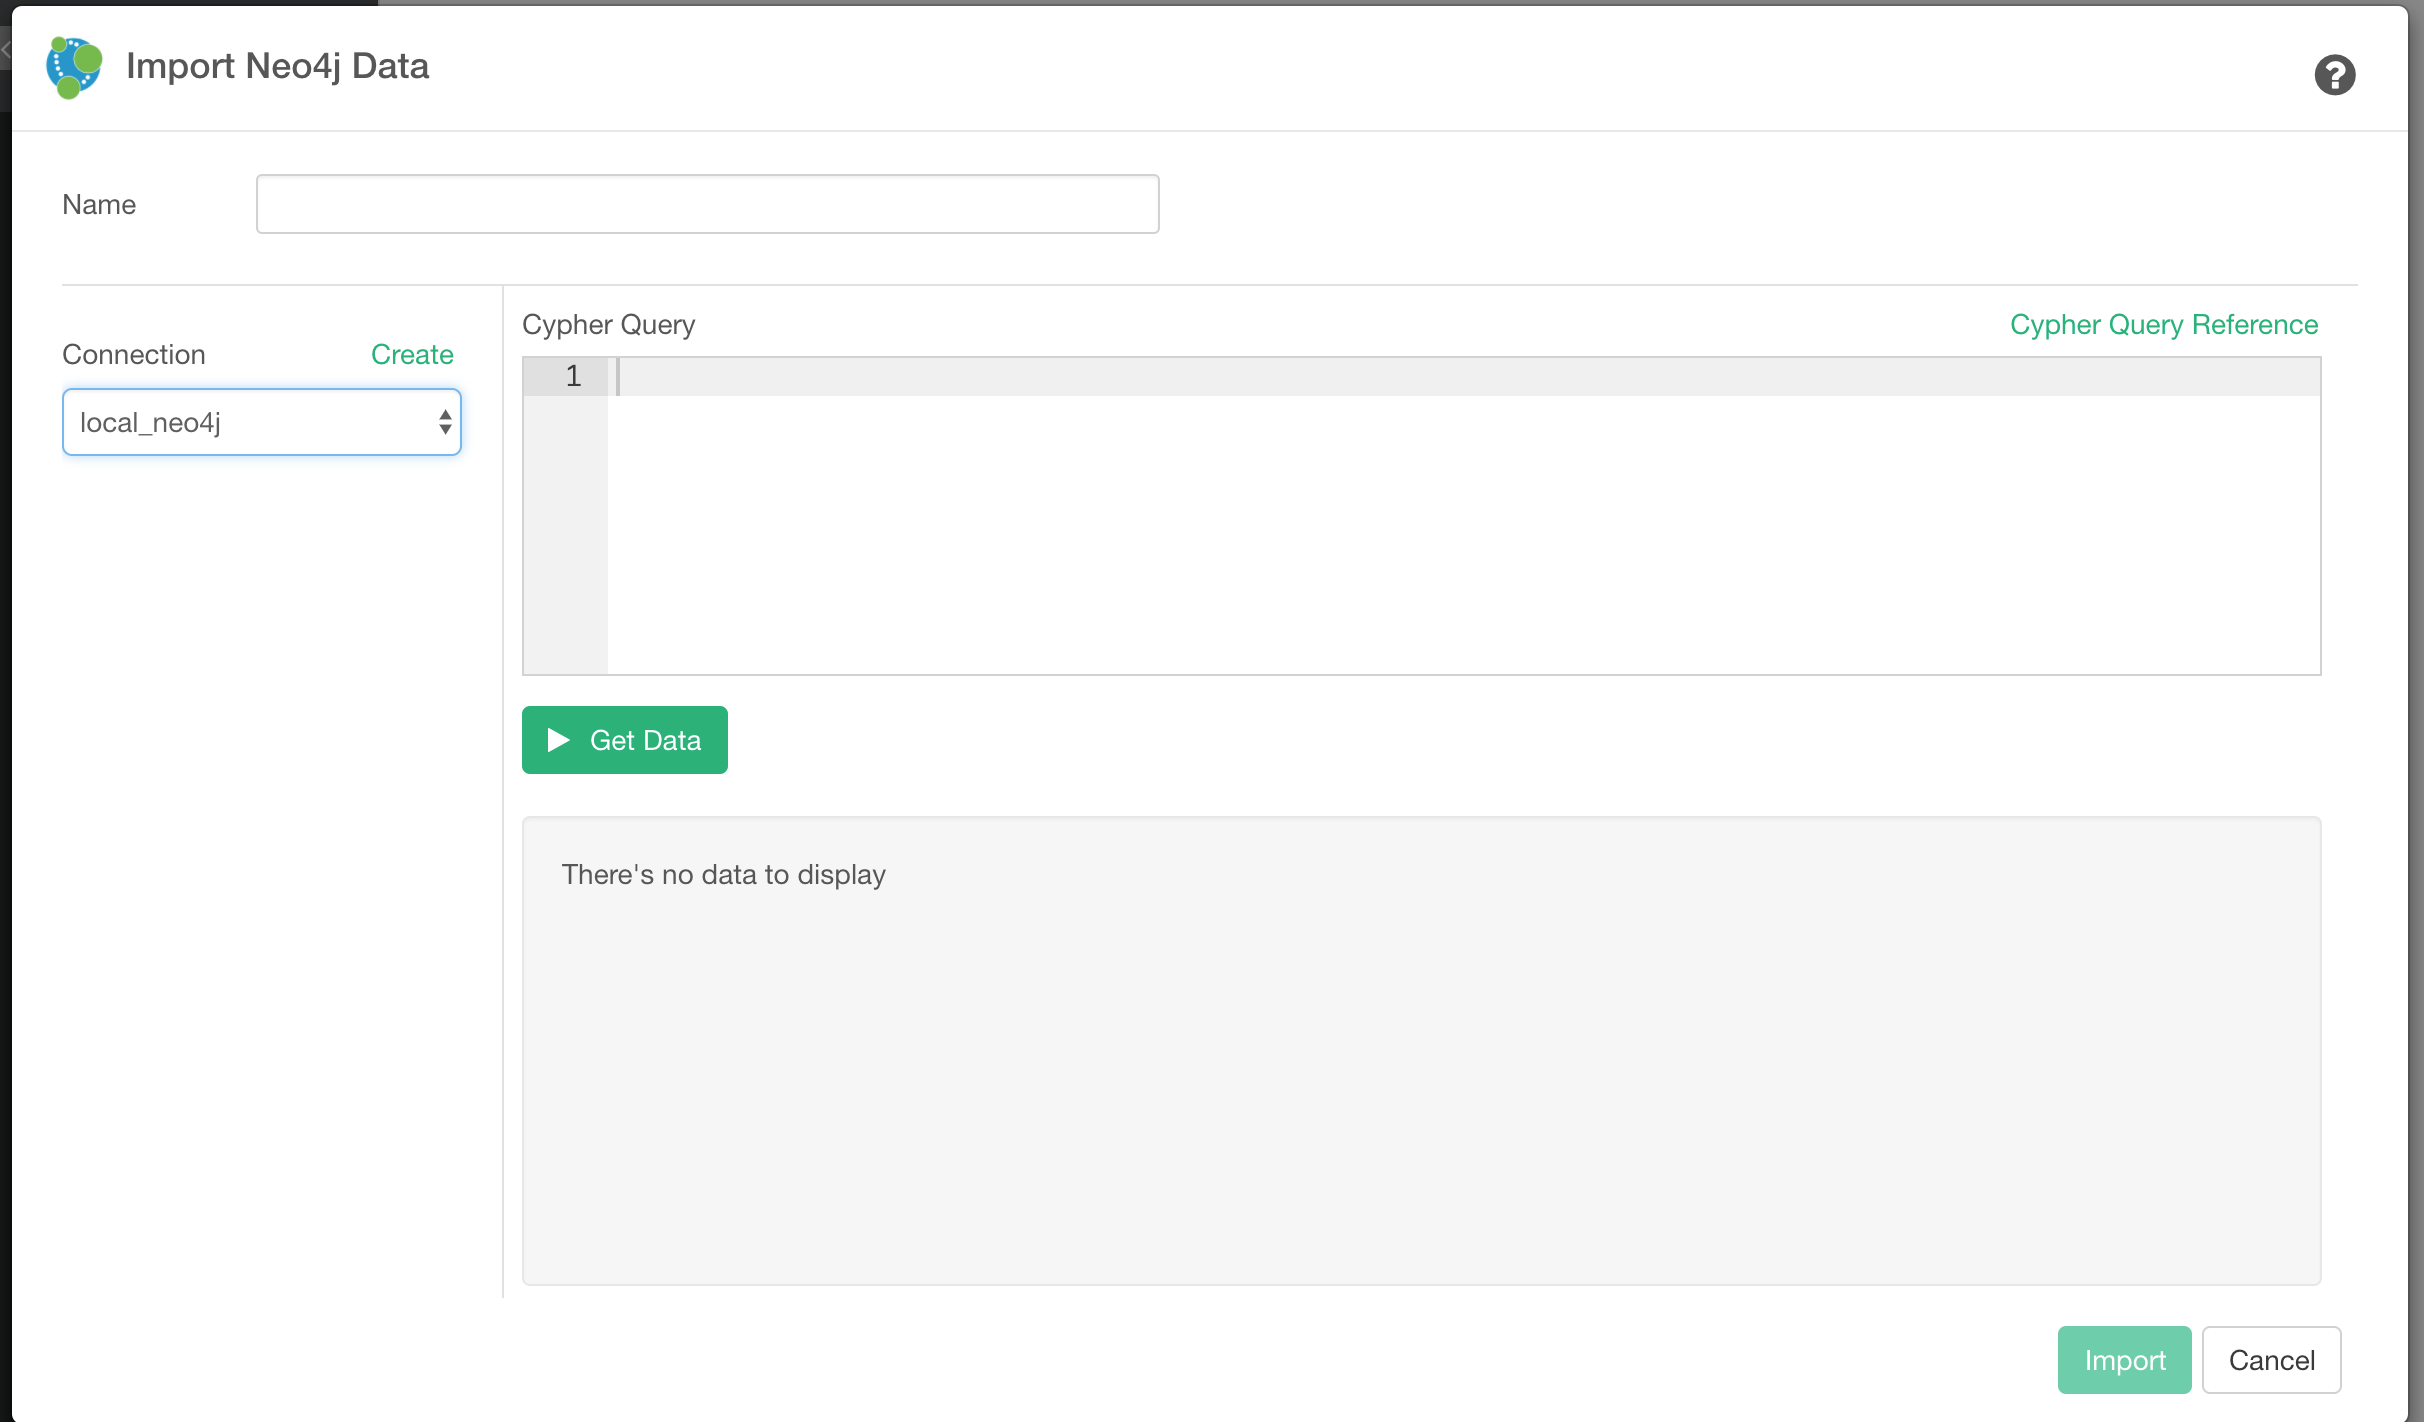 Import Neo4j Data
?
Name
Connection
Create
local_neo4j
Cypher Query
Cypher Query Reference
1
Get Data
There's no data to display
Import
Cancel